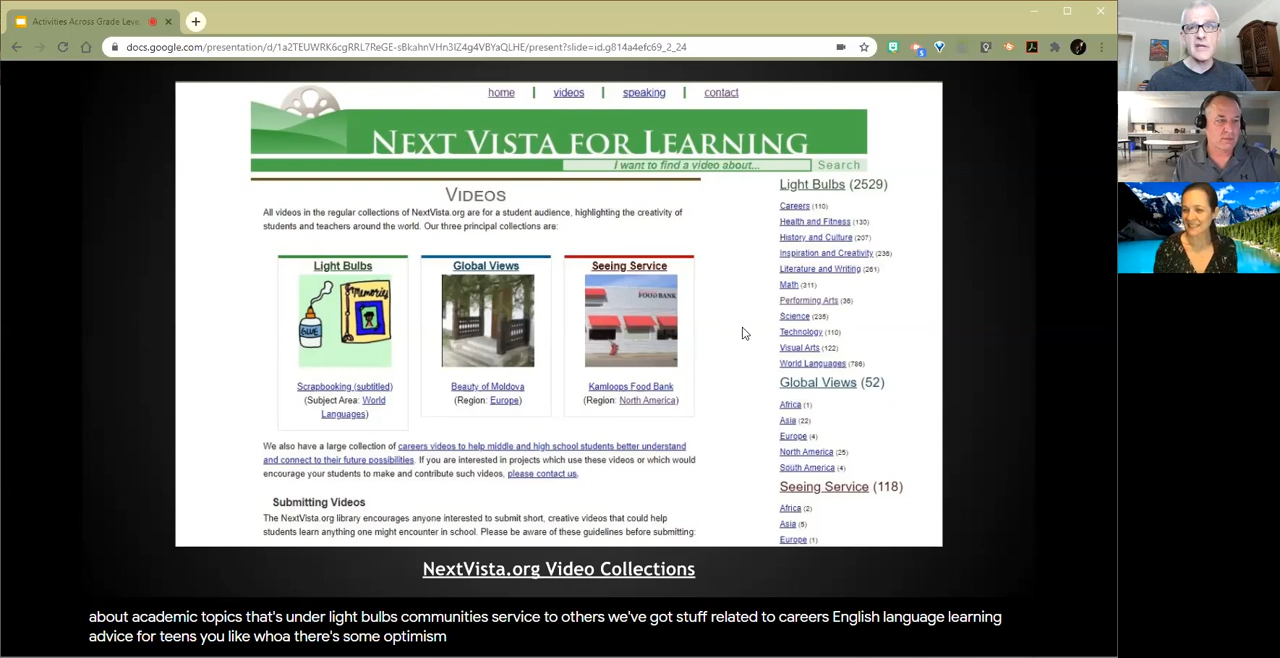 Activities Across Grade Leve
docs.google.com/presentation/d/1a2TEUWRK6cgRRL7ReGE-sBkahnVHn3IZ4g4VBYaQLHE/present?slide=id.g814a4efc69_2_24
home | videos | speaking | contact
NEXT VISTA FOR LEARNING
I want to find a video about... Search
VIDEOS
All videos in the regular collections of NextVista.org are for a student audience, highlighting the creativity of
students and teachers around the world. Our three principal collections are:
Light Bulbs
Memories
GLUE
Scrapbooking (subtitled)
(Subject Area: World
Languages)
Global Views
Beauty of Moldova
(Region: Europe)
Seeing Service
FOOD BANK
Kamloops Food Bank
(Region: North America)
We also have a large collection of careers videos to help middle and high school students better understand
and connect to their future possibilities. If you are interested in projects which use these videos or which would
encourage your students to make and contribute such videos, please contact us.
Submitting Videos
The NextVista.org library encourages anyone interested to submit short, creative videos that could help
students learn anything one might encounter in school. Please be aware of these guidelines before submitting:
Light Bulbs (2529)
Careers (110)
Health and Fitness (130)
History and Culture (207)
Inspiration and Creativity (236)
Literature and Writing (261)
Math (311)
Performing Arts (36)
Science (235)
Technology (110)
Visual Arts (122)
World Languages (786)
Global Views (52)
Africa (1)
Asia (22)
Europe (4)
North America (25)
South America (4)
Seeing Service (118)
Africa (2)
Asia (5)
Europe (1)
NextVista.org Video Collections
about academic topics that's under light bulbs communities service to others we've got stuff related to careers English language learning
advice for teens you like whoa there's some optimism